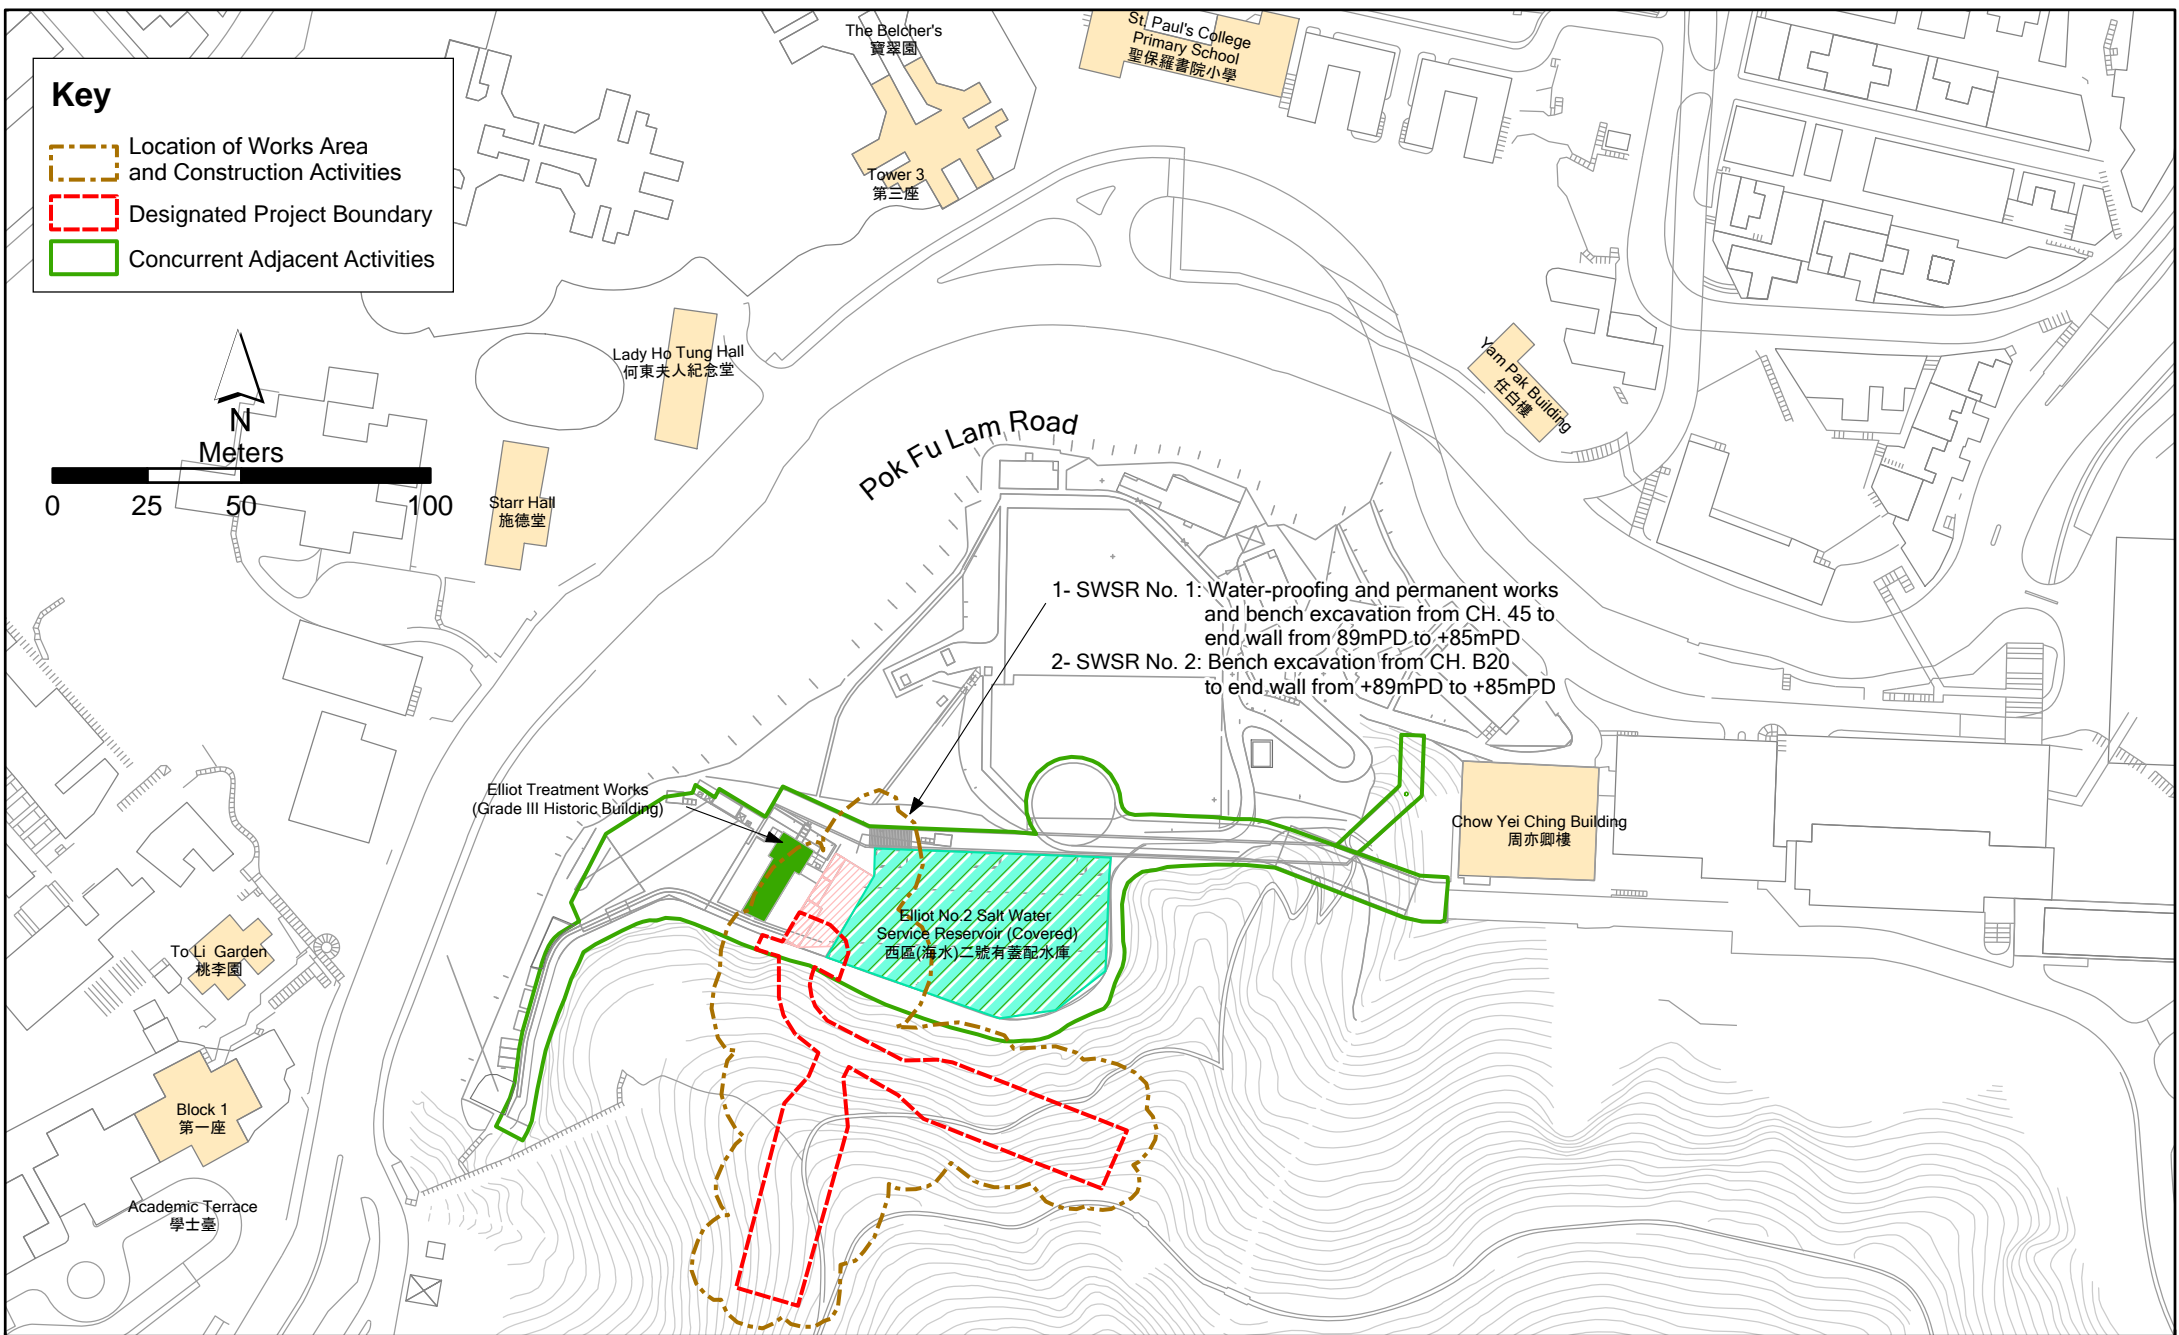 The Belcher's
寶翠園
St. Paul's College
Primary School
聖保羅書院小學
Key
Location of Works Area
and Construction Activities
Designated Project Boundary
Concurrent Adjacent Activities
Tower 3
第三座
Lady Ho Tung Hall
何東夫人紀念堂
Yam Pak Building
任白樓
N
Meters
0 25 50 100
Starr Hall
施德堂
Pok Fu Lam Road
1- SWSR No. 1: Water-proofing and permanent works
and bench excavation from CH. 45 to
end wall from 89mPD to +85mPD
2- SWSR No. 2: Bench excavation from CH. B20
to end wall from +89mPD to +85mPD
Elliot Treatment Works
(Grade III Historic Building)
Chow Yei Ching Building
周亦卿樓
Elliot No.2 Salt Water
Service Reservoir (Covered)
西區(海水)二號有蓋配水庫
To Li Garden
桃李園
Block 1
第一座
Academic Terrace
學士臺